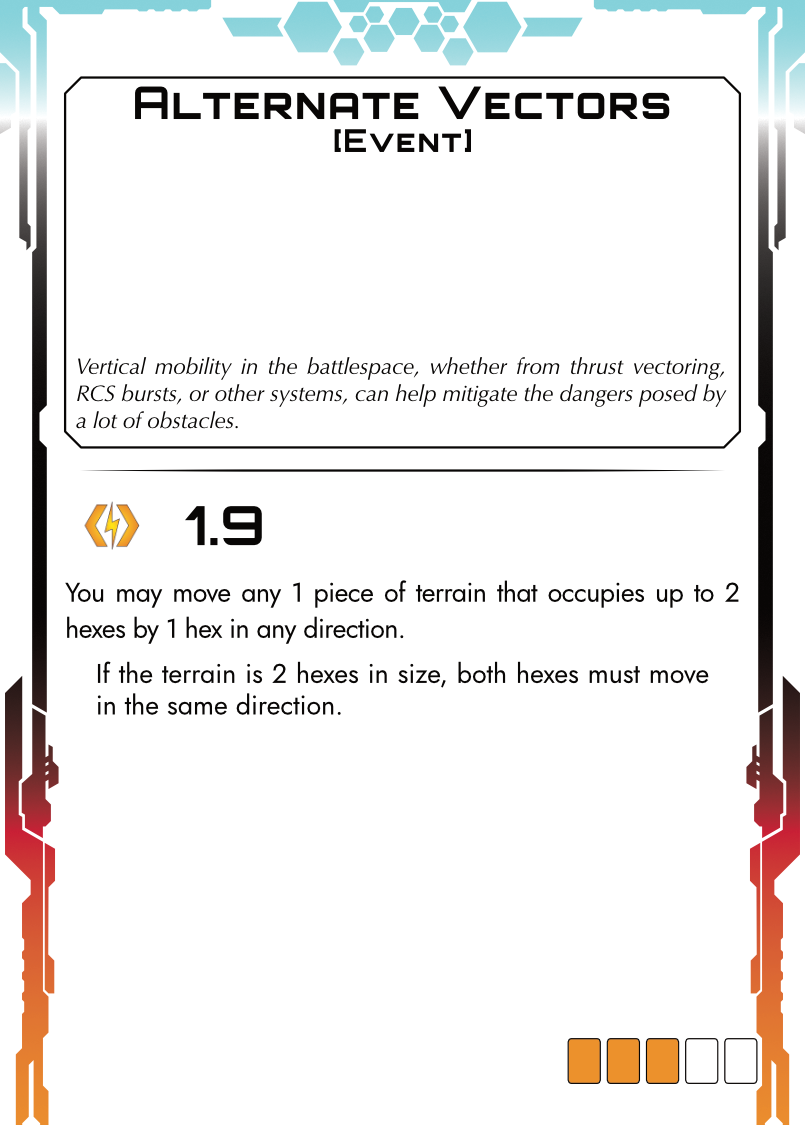 Alternate Vectors
[Event]
Vertical mobility in the battlespace, whether from thrust vectoring,
RCS bursts, or other systems, can help mitigate the dangers posed by
a lot of obstacles.
1.9
You may move any 1 piece of terrain that occupies up to 2
hexes by 1 hex in any direction.
If the terrain is 2 hexes in size, both hexes must move
in the same direction.